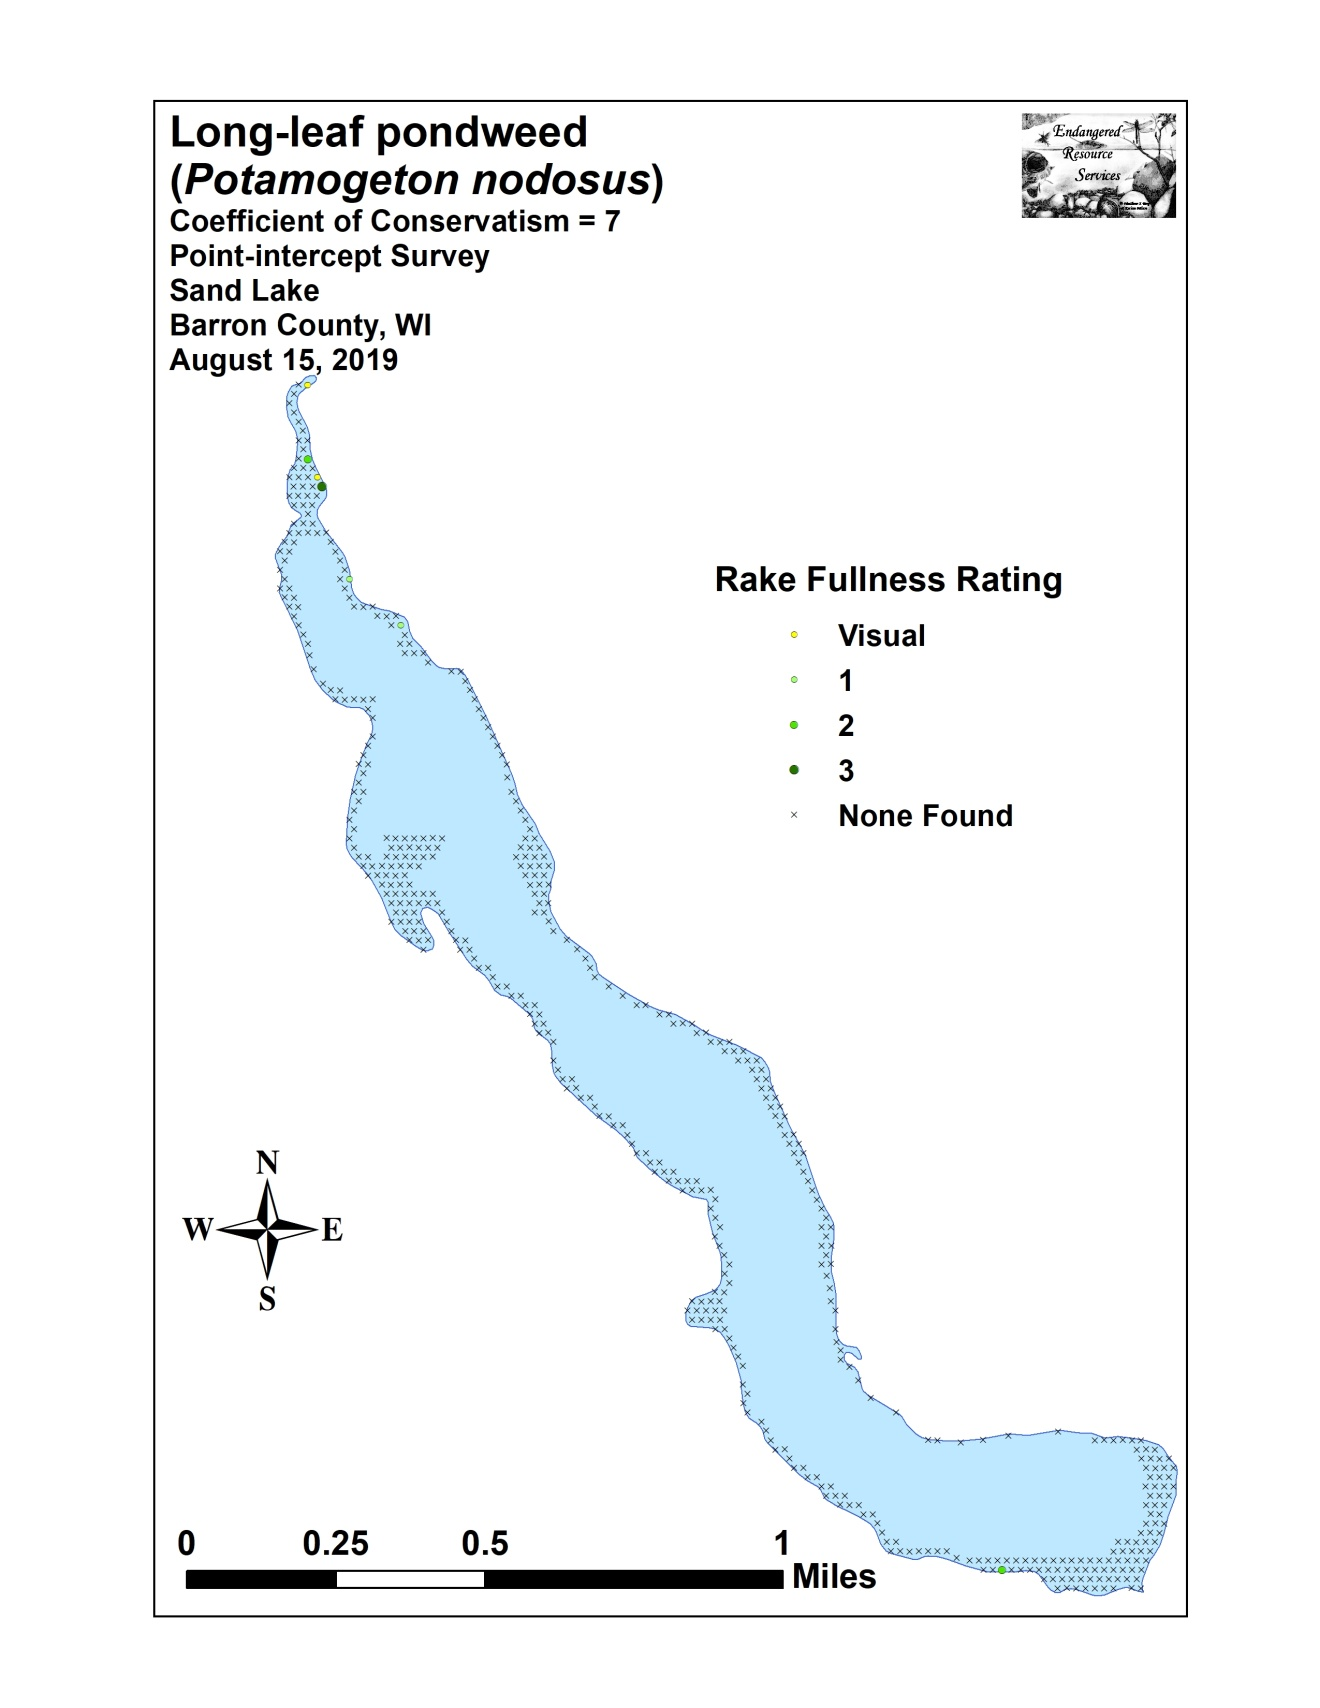 Long-leaf pondweed
(Potamogeton nodosus)
Coefficient of Conservatism = 7
Point-intercept Survey
Sand Lake
Barron County, WI
August 15, 2019
Endangered
Resource
Services
Rake Fullness Rating
Visual
1
2
3
None Found
N
W E
S
0 0.25 0.5 1
Miles